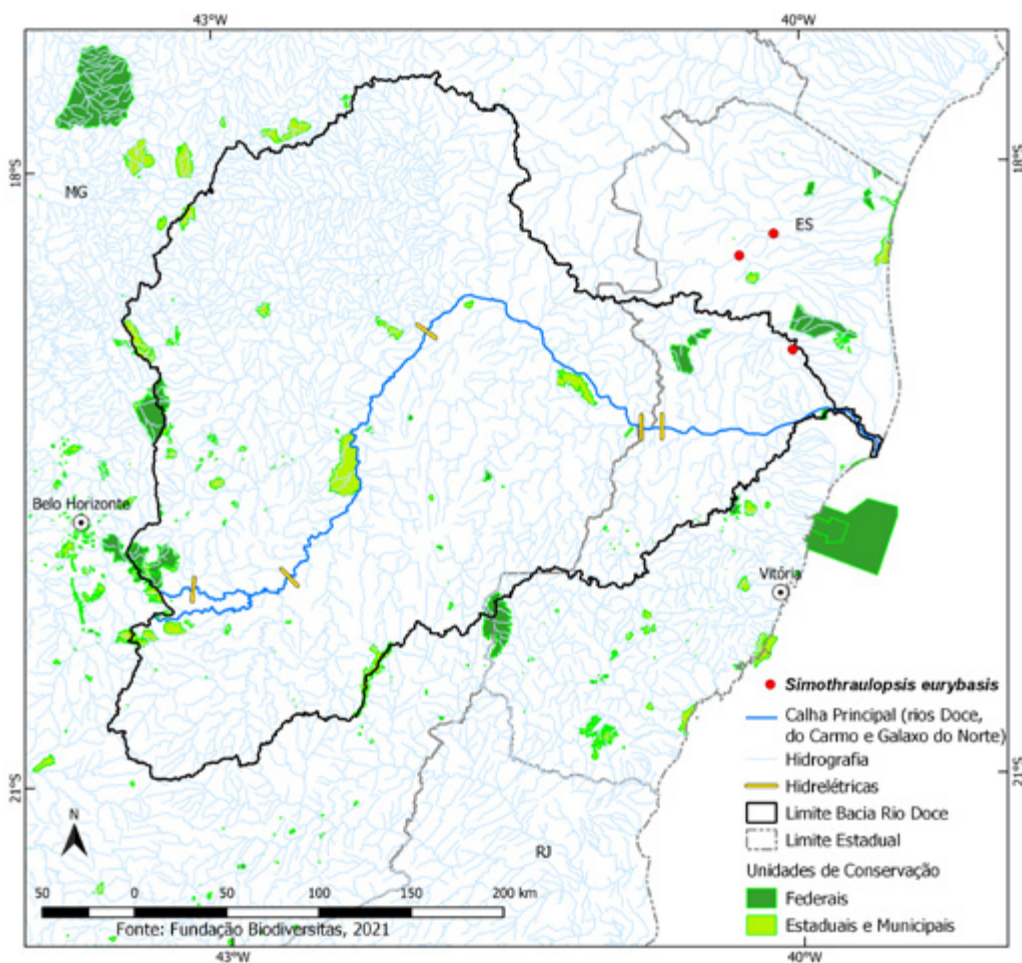 43°W
40°W
18°S
18°S
MG
ES
Belo Horizonte
Vitória
Simothraulopsis eurybasis
Calha Principal (rios Doce,
do Carmo e Galaxo do Norte)
Hidrografia
Hidrelétricas
21°S
21°S
Limite Bacia Rio Doce
N
Limite Estadual
RJ
Unidades de Conservação
50 0 50 100 150 200 km
Federais
Fonte: Fundação Biodiversitas, 2021
Estaduais e Municipais
43°W
40°W